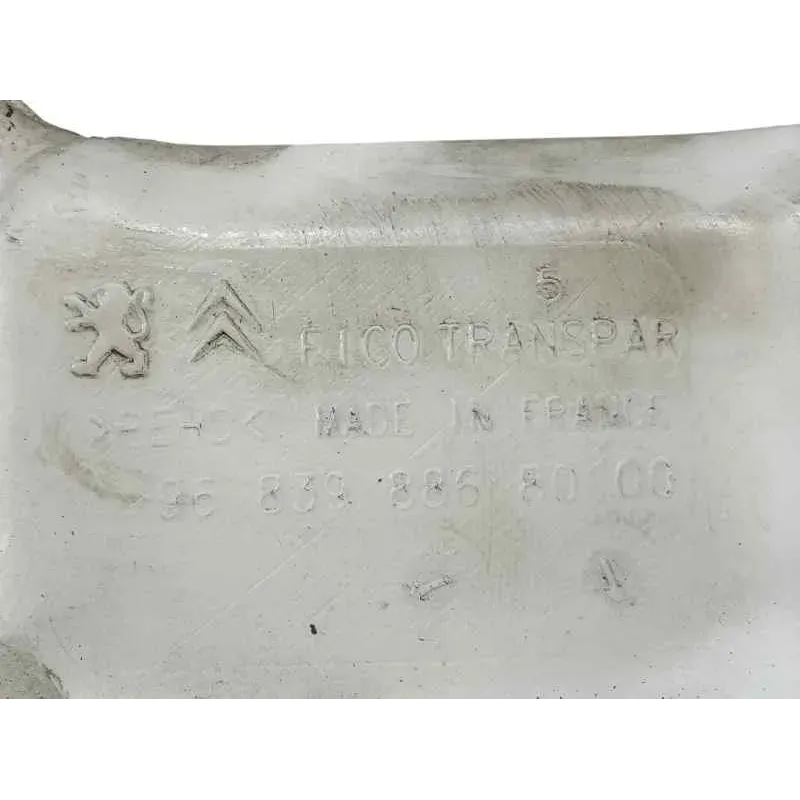 5
FICO TRANSPAR
>PEHD< MADE IN FRANCE
96 839 886 80 00